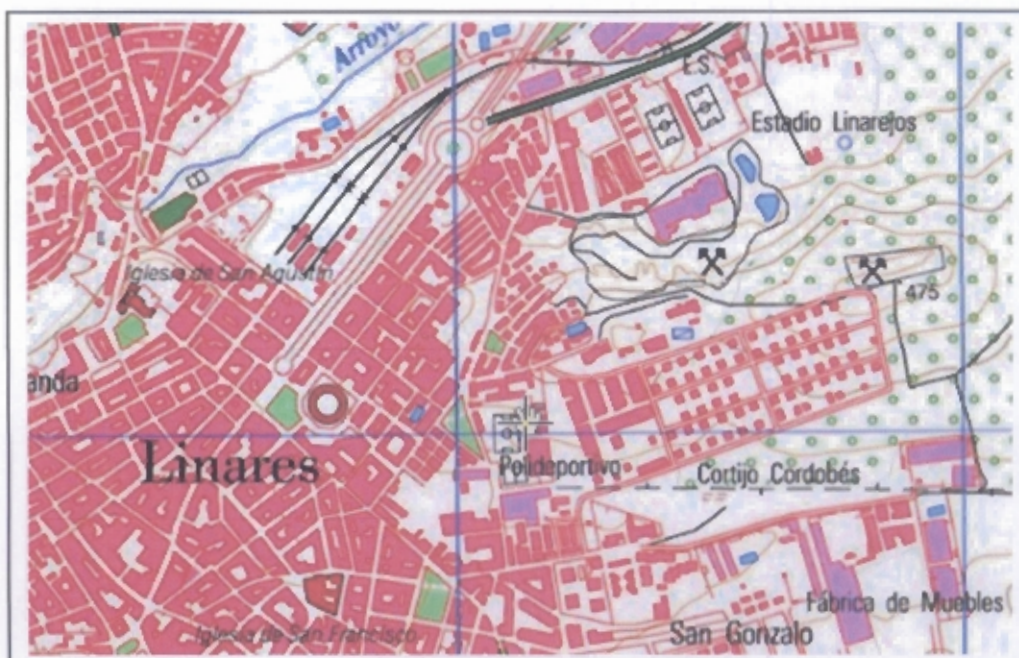 Arroyo
E.S.
Estadio Linarejos
Iglesia de San Agustín
475
anda
Linares
Polideportivo
Cortijo Cordobés
Fábrica de Muebles
Iglesia de San Francisco
San Gonzalo